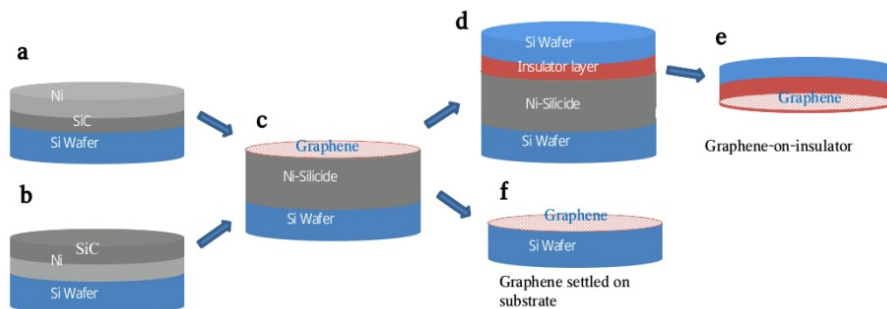 a
Ni
SiC
Si Wafer
b
SiC
Ni
Si Wafer
c
Graphene
Ni-Silicide
Si Wafer
d
Si Wafer
Insulator layer
Ni-Silicide
Si Wafer
e
Graphene
Graphene-on-insulator
f
Graphene
Si Wafer
Graphene settled on
substrate